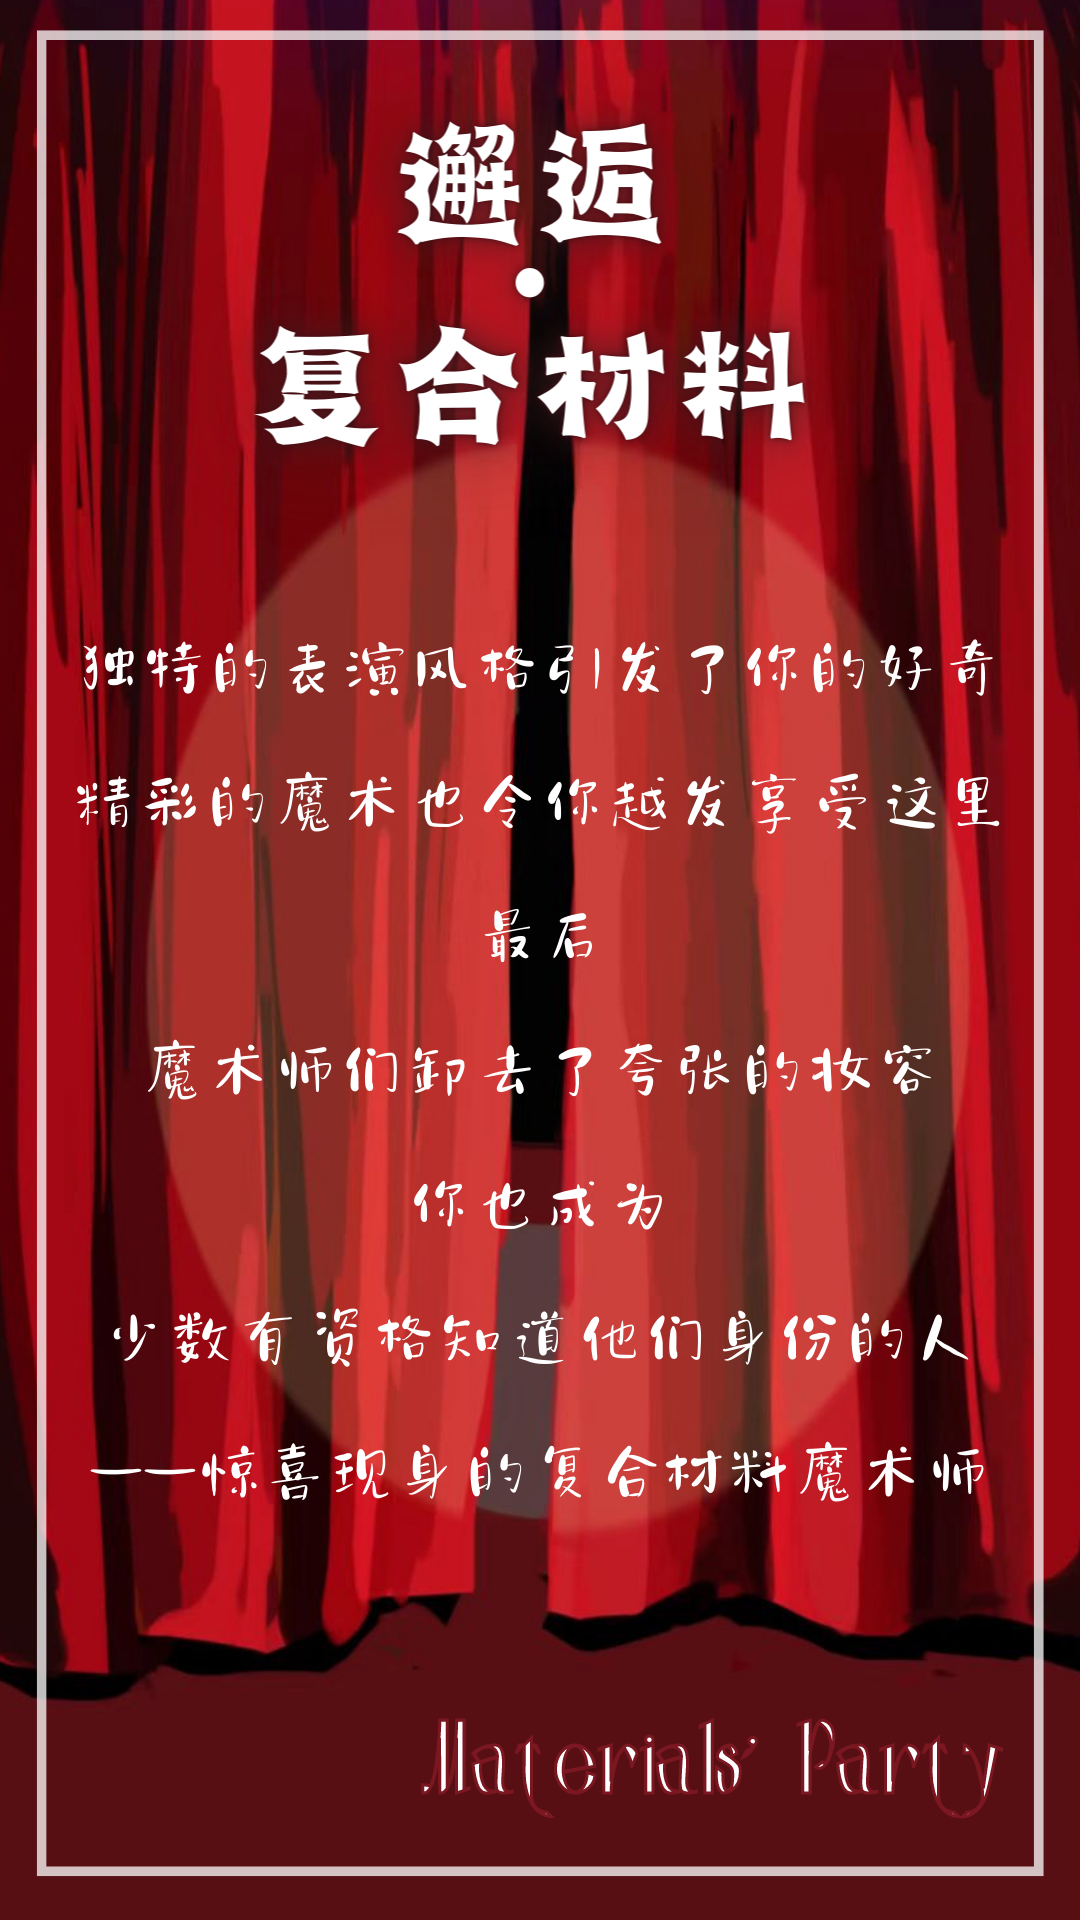 邂逅
·
复合材料
独特的表演风格引发了你的好奇
精彩的魔术也令你越发享受这里
最后
魔术师们卸去了夸张的妆容
你也成为
少数有资格知道他们身份的人
——惊喜现身的复合材料魔术师
Materials' Party